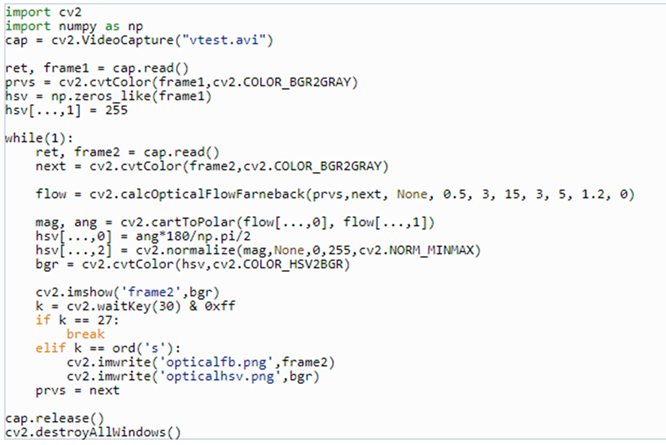 import cv2
import numpy as np
cap = cv2.VideoCapture("vtest.avi")
ret, frame1 = cap.read()
prvs = cv2.cvtColor(frame1,cv2.COLOR_BGR2GRAY)
hsv = np.zeros_like(frame1)
hsv[...,1] = 255
while(1):
    ret, frame2 = cap.read()
    next = cv2.cvtColor(frame2,cv2.COLOR_BGR2GRAY)
    flow = cv2.calcOpticalFlowFarneback(prvs,next, None, 0.5, 3, 15, 3, 5, 1.2, 0)
    mag, ang = cv2.cartToPolar(flow[...,0], flow[...,1])
    hsv[...,0] = ang*180/np.pi/2
    hsv[...,2] = cv2.normalize(mag,None,0,255,cv2.NORM_MINMAX)
    bgr = cv2.cvtColor(hsv,cv2.COLOR_HSV2BGR)
    cv2.imshow('frame2',bgr)
    k = cv2.waitKey(30) & 0xff
    if k == 27:
        break
    elif k == ord('s'):
        cv2.imwrite('opticalfb.png',frame2)
        cv2.imwrite('opticalhsv.png',bgr)
    prvs = next
cap.release()
cv2.destroyAllWindows()